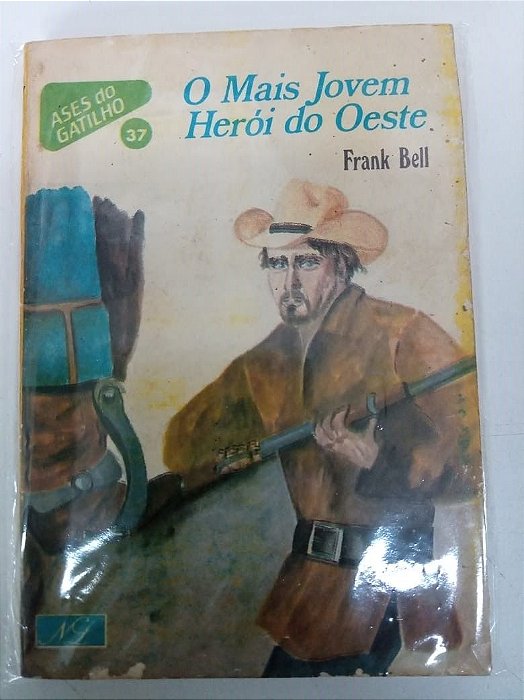 ASES do
GATILHO
37
O Mais Jovem
Herói do Oeste
Frank Bell
NG